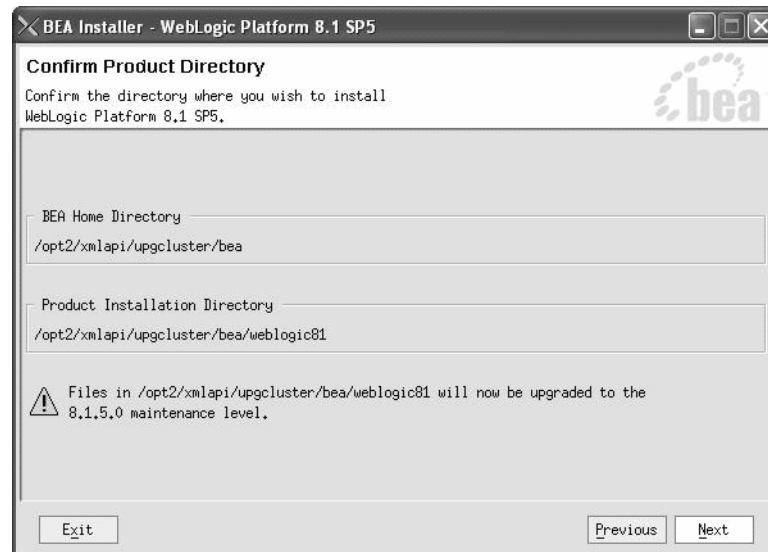 BEA Installer - WebLogic Platform 8.1 SP5
Confirm Product Directory
Confirm the directory where you wish to install
WebLogic Platform 8.1 SP5.
bea
BEA Home Directory
/opt2/xmlapi/upgcluster/bea
Product Installation Directory
/opt2/xmlapi/upgcluster/bea/weblogic81
Files in /opt2/xmlapi/upgcluster/bea/weblogic81 will now be upgraded to the
8.1.5.0 maintenance level.
Exit
Previous
Next